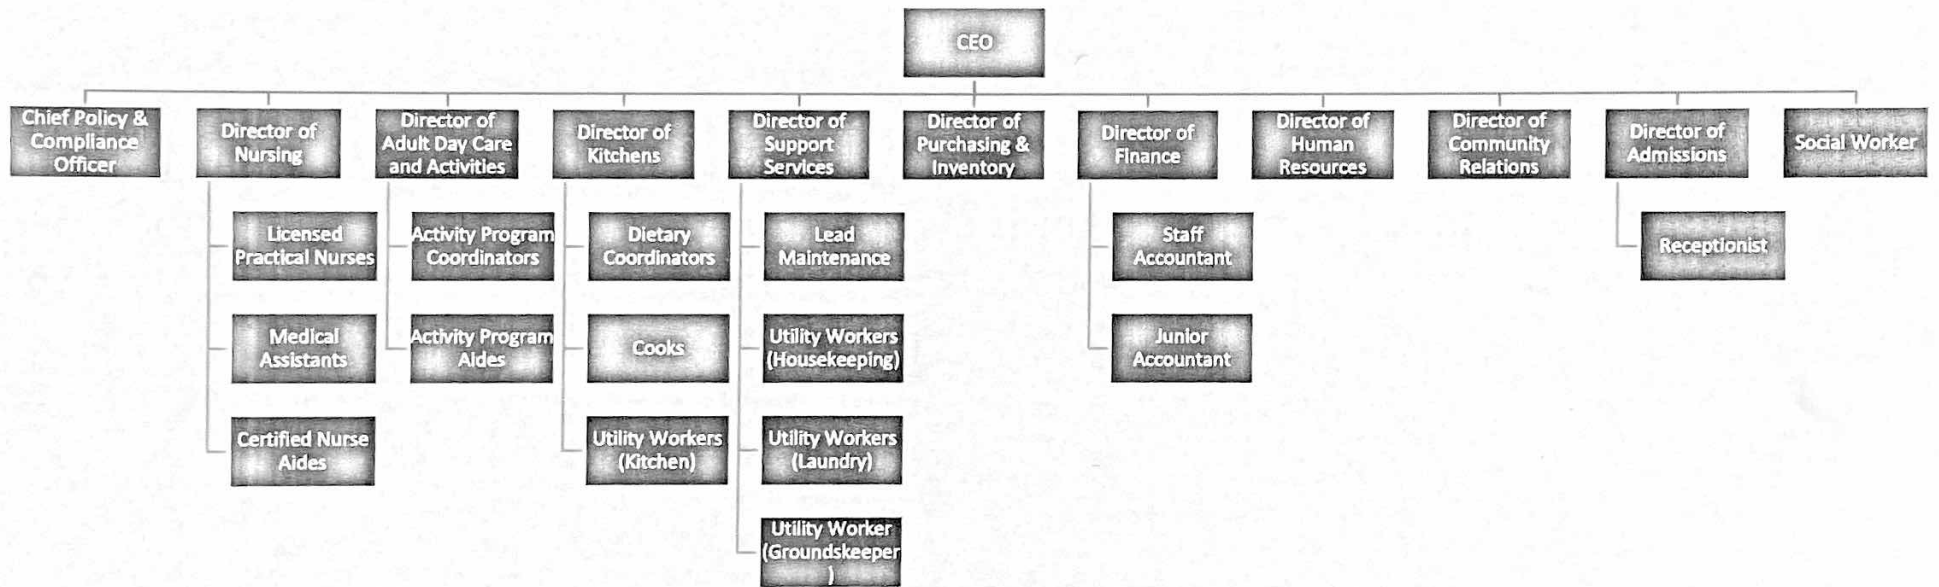 CEO
Chief Policy &
Compliance
Officer
Director of
Nursing
Director of
Adult Day Care
and Activities
Director of
Kitchens
Director of
Support
Services
Director of
Purchasing &
Inventory
Director of
Finance
Director of
Human
Resources
Director of
Community
Relations
Director of
Admissions
Social Worker
Licensed
Practical Nurses
Medical
Assistants
Certified Nurse
Aides
Activity Program
Coordinators
Activity Program
Aides
Dietary
Coordinators
Cooks
Utility Workers
(Kitchen)
Lead
Maintenance
Utility Workers
(Housekeeping)
Utility Workers
(Laundry)
Utility Worker
(Groundskeeper
)
Staff
Accountant
Junior
Accountant
Receptionist